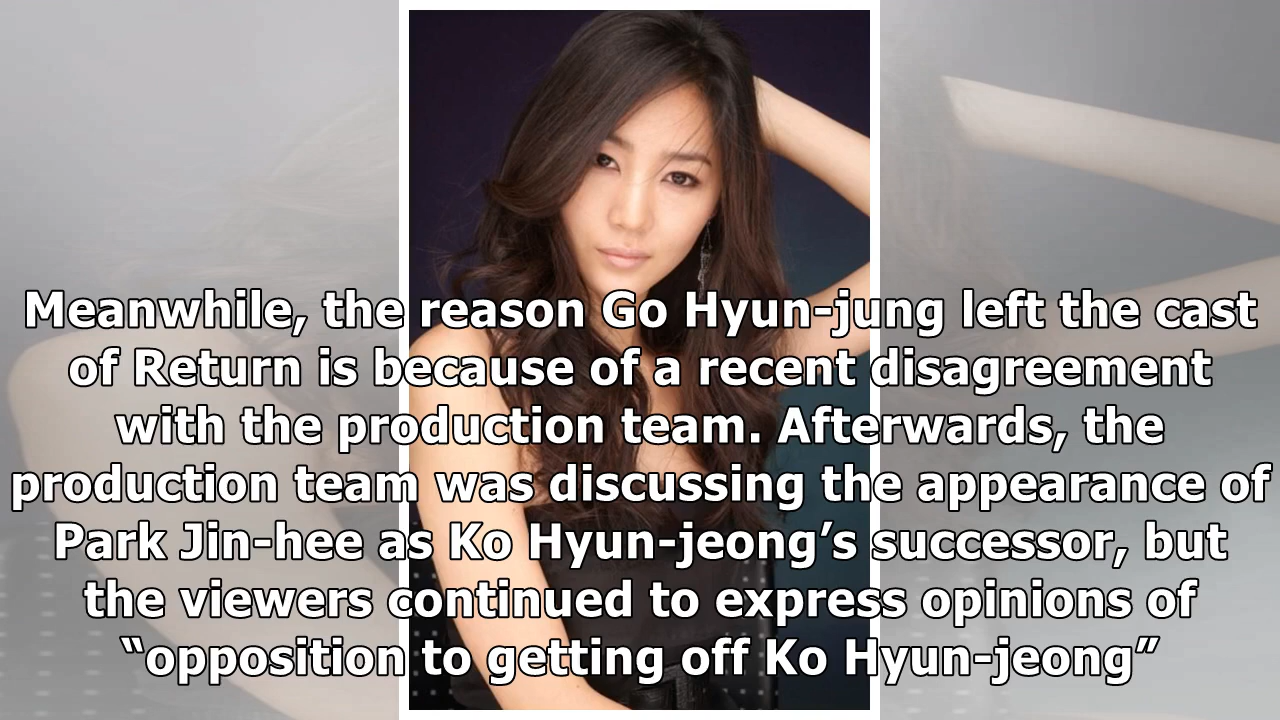 Meanwhile, the reason Go Hyun-jung left the cast
of Return is because of a recent disagreement
with the production team. Afterwards, the
production team was discussing the appearance of
Park Jin-hee as Ko Hyun-jeong’s successor, but
the viewers continued to express opinions of
“opposition to getting off Ko Hyun-jeong”